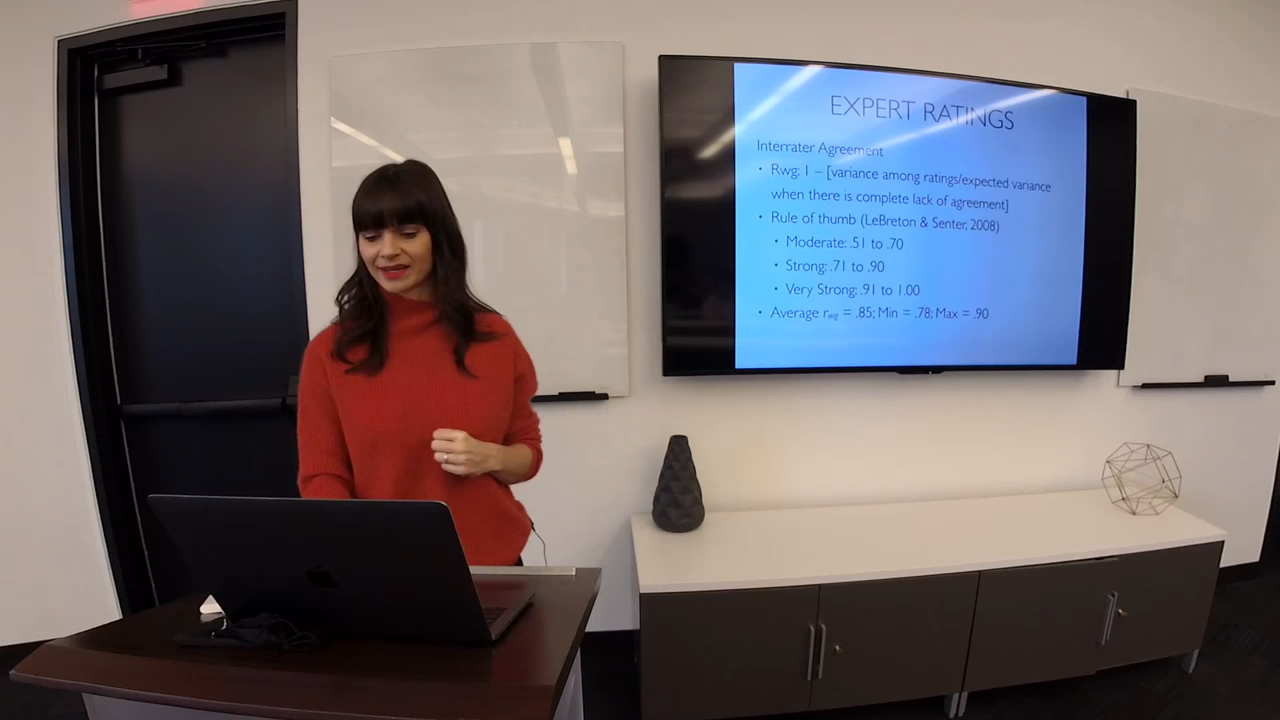 EXPERT RATINGS
Interrater Agreement
• Rwg: 1 – [variance among ratings/expected variance
when there is complete lack of agreement]
• Rule of thumb (LeBreton & Senter, 2008)
• Moderate: .51 to .70
• Strong: .71 to .90
• Very Strong: .91 to 1.00
• Average rwg = .85; Min = .78; Max = .90